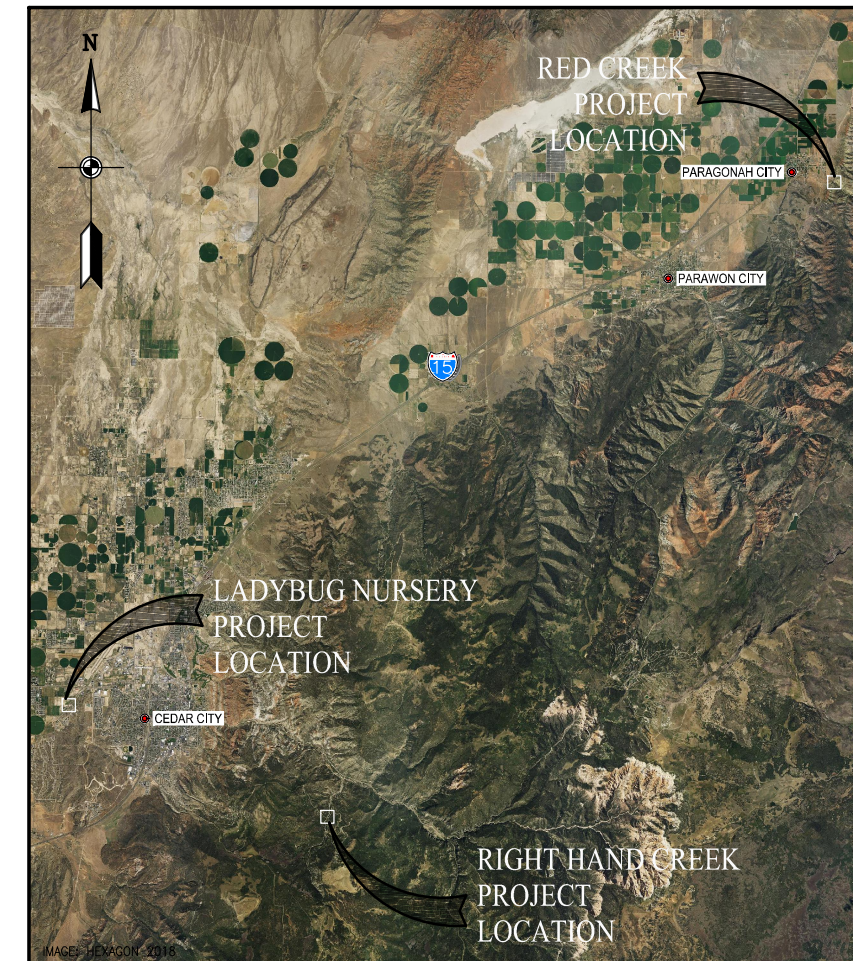 N
RED CREEK
PROJECT
LOCATION
PARAGONAH CITY
PARAWON CITY
15
LADYBUG NURSERY
PROJECT
LOCATION
CEDAR CITY
RIGHT HAND CREEK
PROJECT
LOCATION
IMAGE: HEXAGON 2018